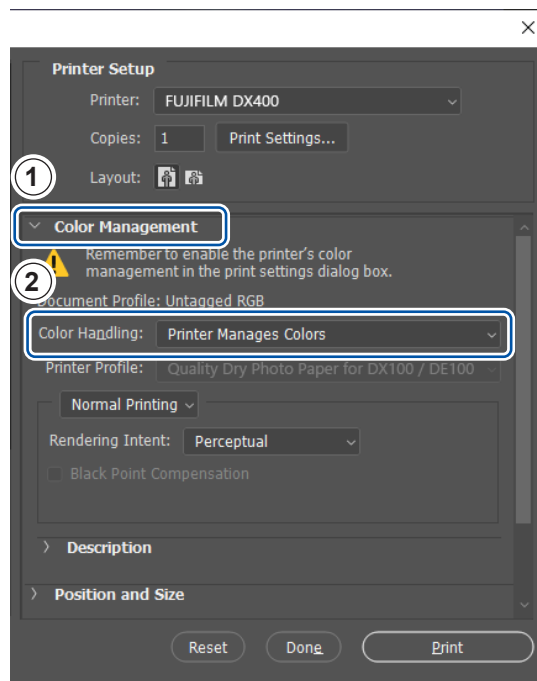 Printer Setup
Printer: FUJIFILM DX400
Copies: 1 Print Settings...
1
Layout:
Color Management
Remember to enable the printer's color
management in the print settings dialog box.
2
Document Profile: Untagged RGB
Color Handling: Printer Manages Colors
Printer Profile: Quality Dry Photo Paper for DX100 / DE100
Normal Printing
Rendering Intent: Perceptual
Black Point Compensation
Description
Position and Size
Reset Done Print